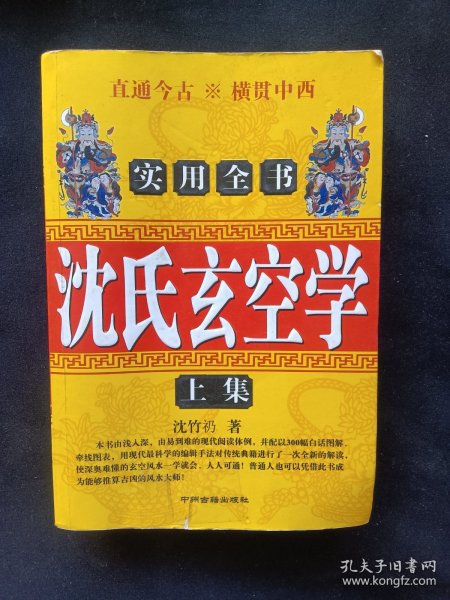 直通今古 ※ 横贯中西
实用全书
沈氏玄空学
上集
沈竹礽 著
本书由浅入深,由易到难的现代阅读体例,并配以300幅白话图解,
牵线图表,用现代最科学的编辑手法对传统典籍进行了一次全新的解读,
使深奥难懂的玄空风水一学就会,人人可通!普通人也可以凭借此书成
为能够推算吉凶的风水大师!
中州古籍出版社
孔夫子旧书网
www.kongfz.com